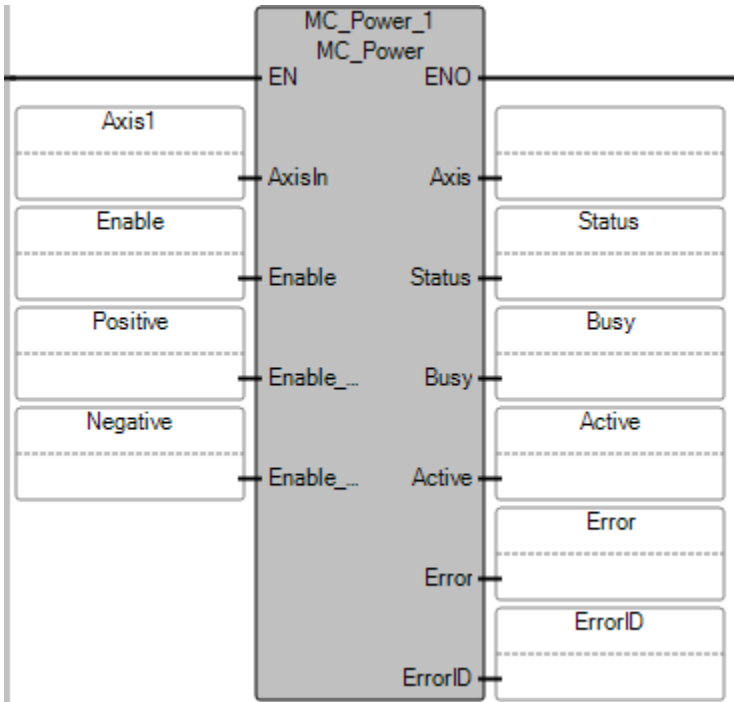 MC_Power_1
MC_Power
EN ENO
Axis1
AxisIn Axis
Enable Status
Enable Status
Positive Busy
Enable_... Busy
Negative Active
Enable_... Active
Error
Error
ErrorID
ErrorID